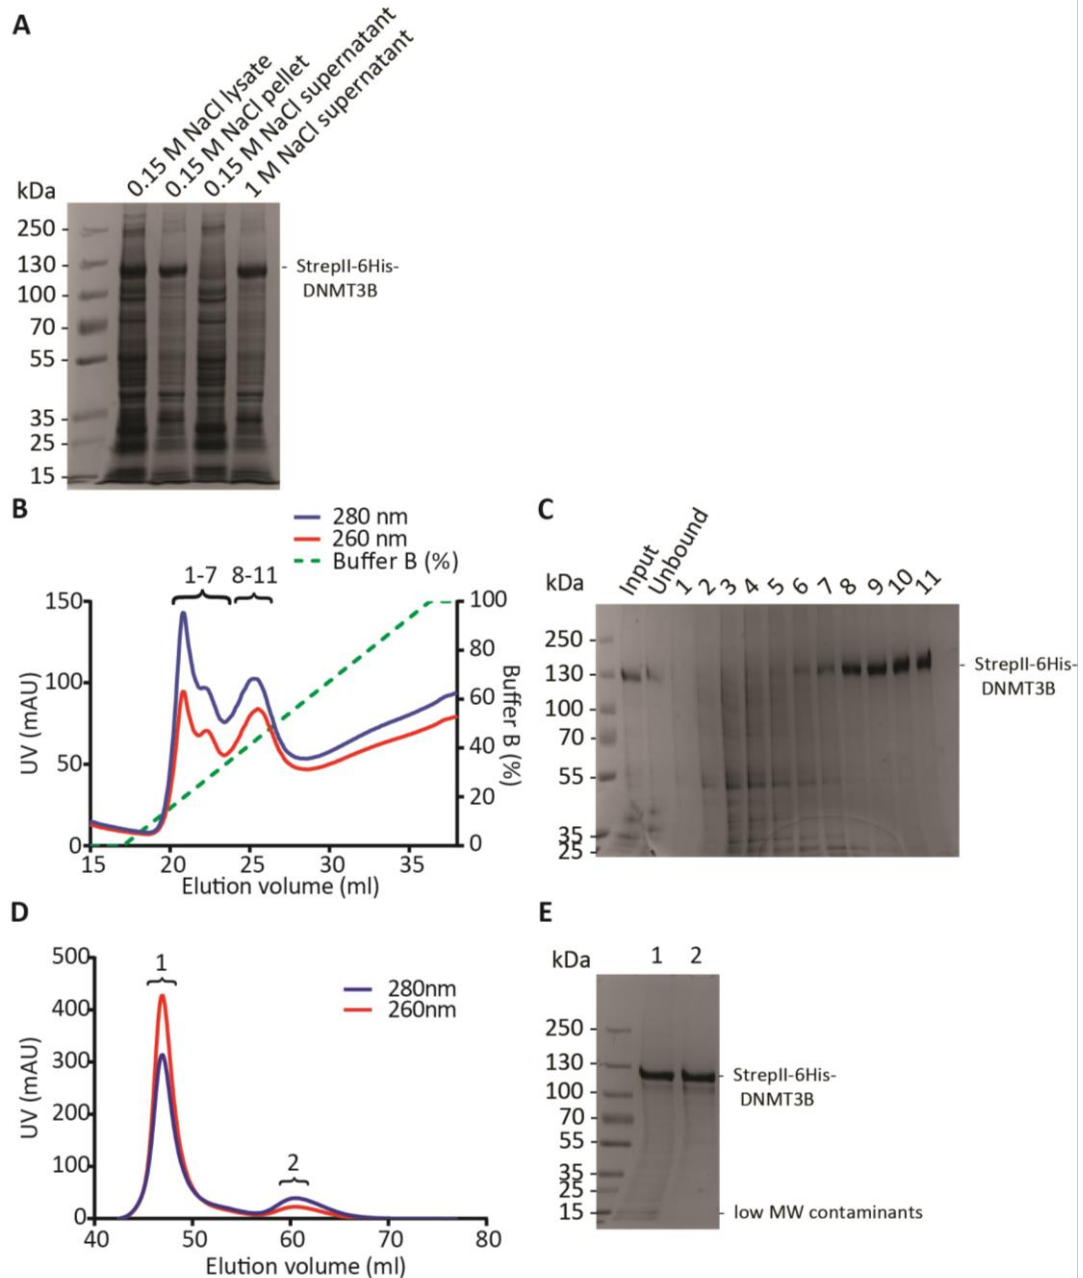 A
0.15 M NaCl lysate
0.15 M NaCl pellet
0.15 M NaCl supernatant
1 M NaCl supernatant
kDa
250
130
100
70
55
35
25
15
StrepII-6His-
DNMT3B
B
280 nm
260 nm
Buffer B (%)
1-7 8-11
150
100
50
0
UV (mAU)
100
80
60
40
20
0
Buffer B (%)
15 20 25 30 35
Elution volume (ml)
C
kDa
Input
Unbound
1 2 3 4 5 6 7 8 9 10 11
250
130
100
70
55
35
25
StrepII-6His-
DNMT3B
D
500
400
300
200
100
0
UV (mAU)
1
2
280nm
260nm
40 50 60 70 80
Elution volume (ml)
E
kDa
1 2
250
130
100
70
55
35
25
15
StrepII-6His-
DNMT3B
low MW contaminants